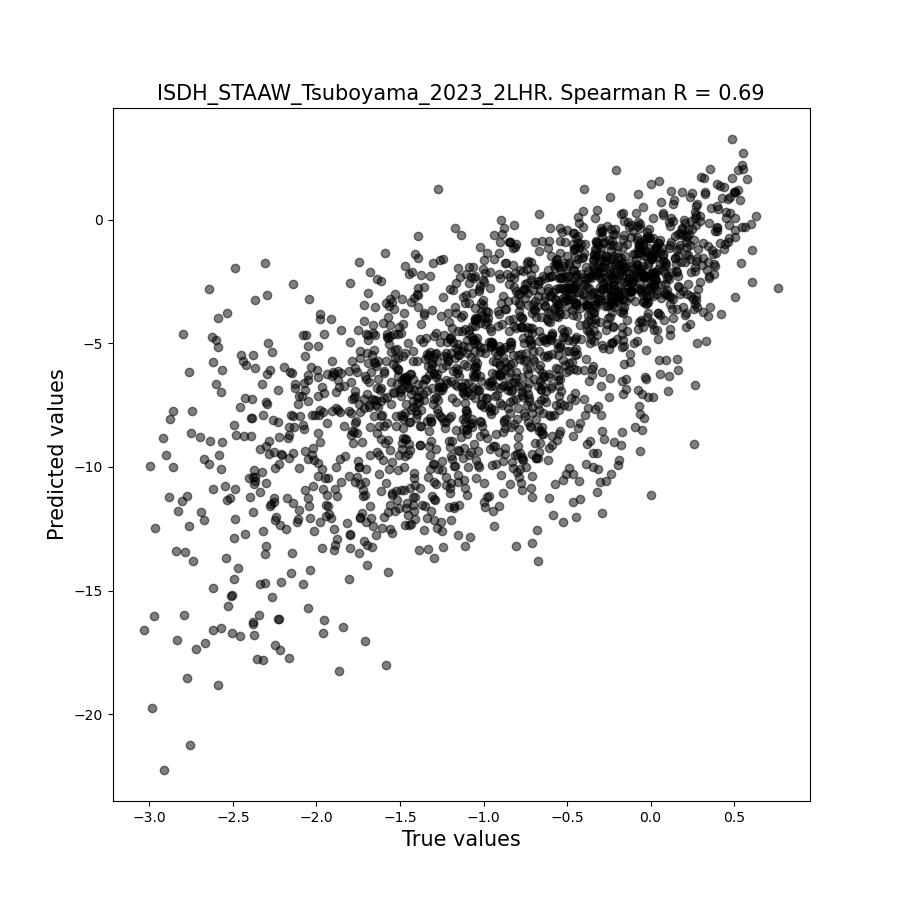 ISDH_STAAW_Tsuboyama_2023_2LHR. Spearman R = 0.69
Predicted values
0
−5
−10
−15
−20
−3.0 −2.5 −2.0 −1.5 −1.0 −0.5 0.0 0.5
True values